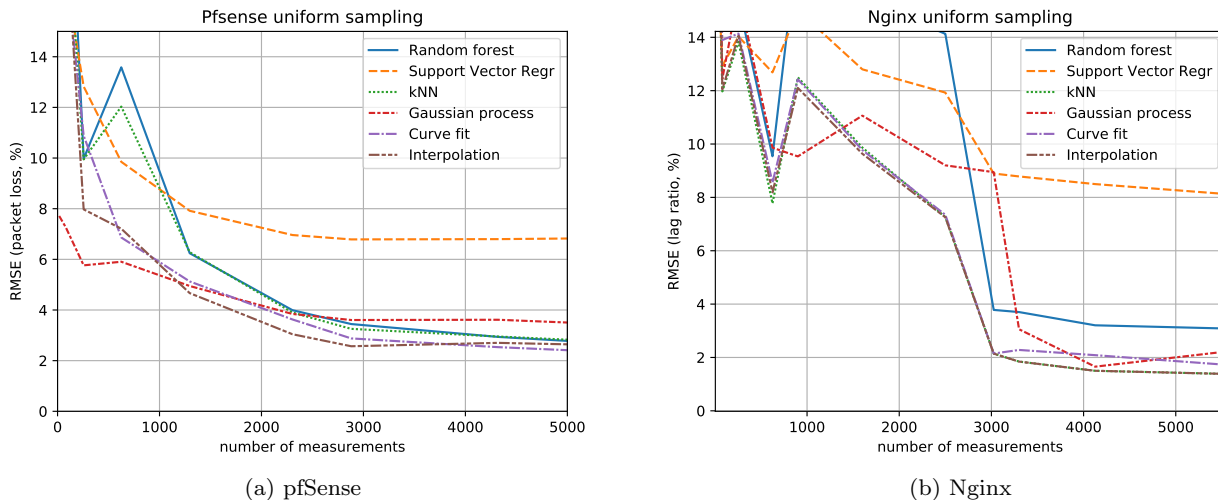 Pfsense uniform sampling
RMSE (packet loss, %)
14
12
10
8
6
4
2
0
Random forest
Support Vector Regr
kNN
Gaussian process
Curve fit
Interpolation
0 1000 2000 3000 4000 5000
number of measurements
(a) pfSense
Nginx uniform sampling
RMSE (lag ratio, %)
14
12
10
8
6
4
2
0
Random forest
Support Vector Regr
kNN
Gaussian process
Curve fit
Interpolation
1000 2000 3000 4000 5000
number of measurements
(b) Nginx